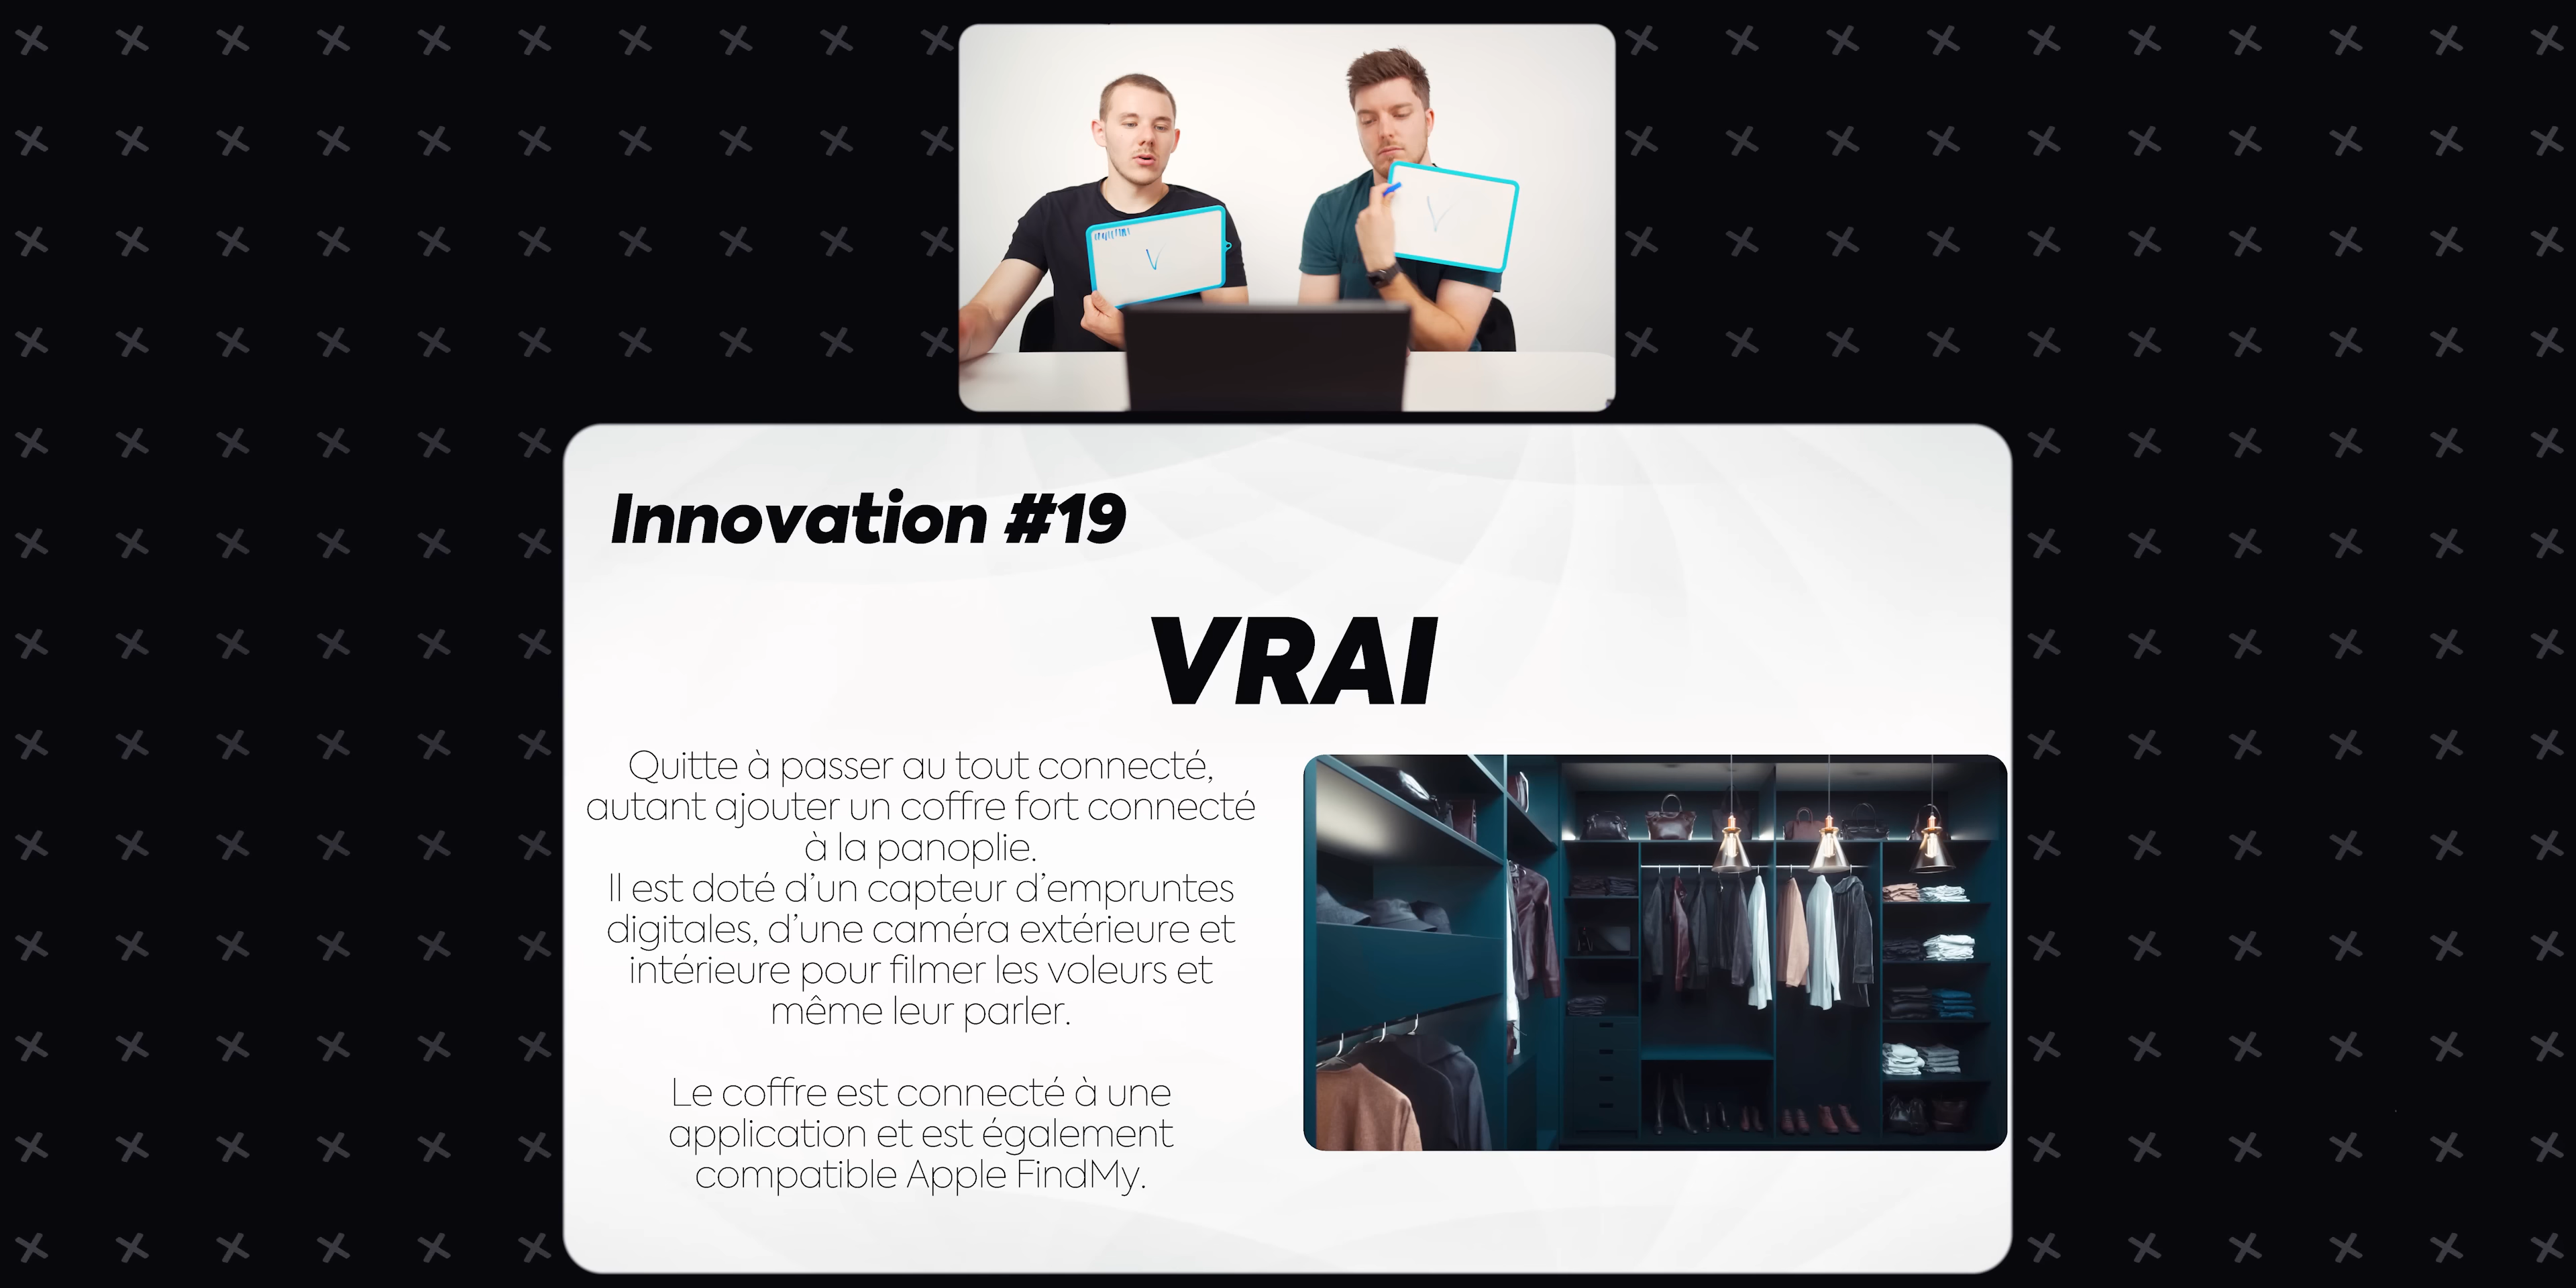 V
V
Innovation #19
VRAI
Quitte à passer au tout connecté,
autant ajouter un coffre fort connecté
à la panoplie.
Il est doté d'un capteur d'empruntes
digitales, d'une caméra extérieure et
intérieure pour filmer les voleurs et
même leur parler.
Le coffre est connecté à une
application et est également
compatible Apple FindMy.